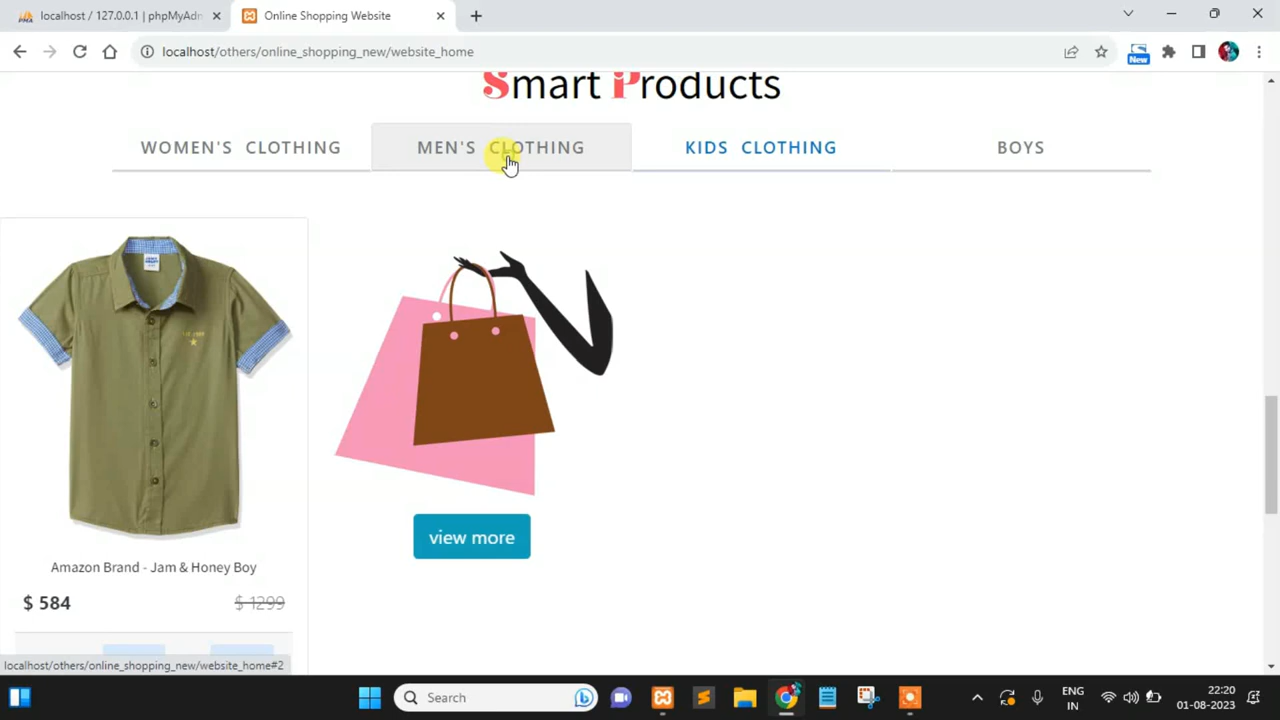 localhost / 127.0.0.1 | phpMyAdn
Online Shopping Website
localhost/others/online_shopping_new/website_home
New
Smart Products
WOMEN'S CLOTHING
MEN'S CLOTHING
KIDS CLOTHING
BOYS
view more
Amazon Brand - Jam & Honey Boy
$ 584
$ 1299
localhost/others/online_shopping_new/website_home#2
Search
ENG
IN
22:20
01-08-2023